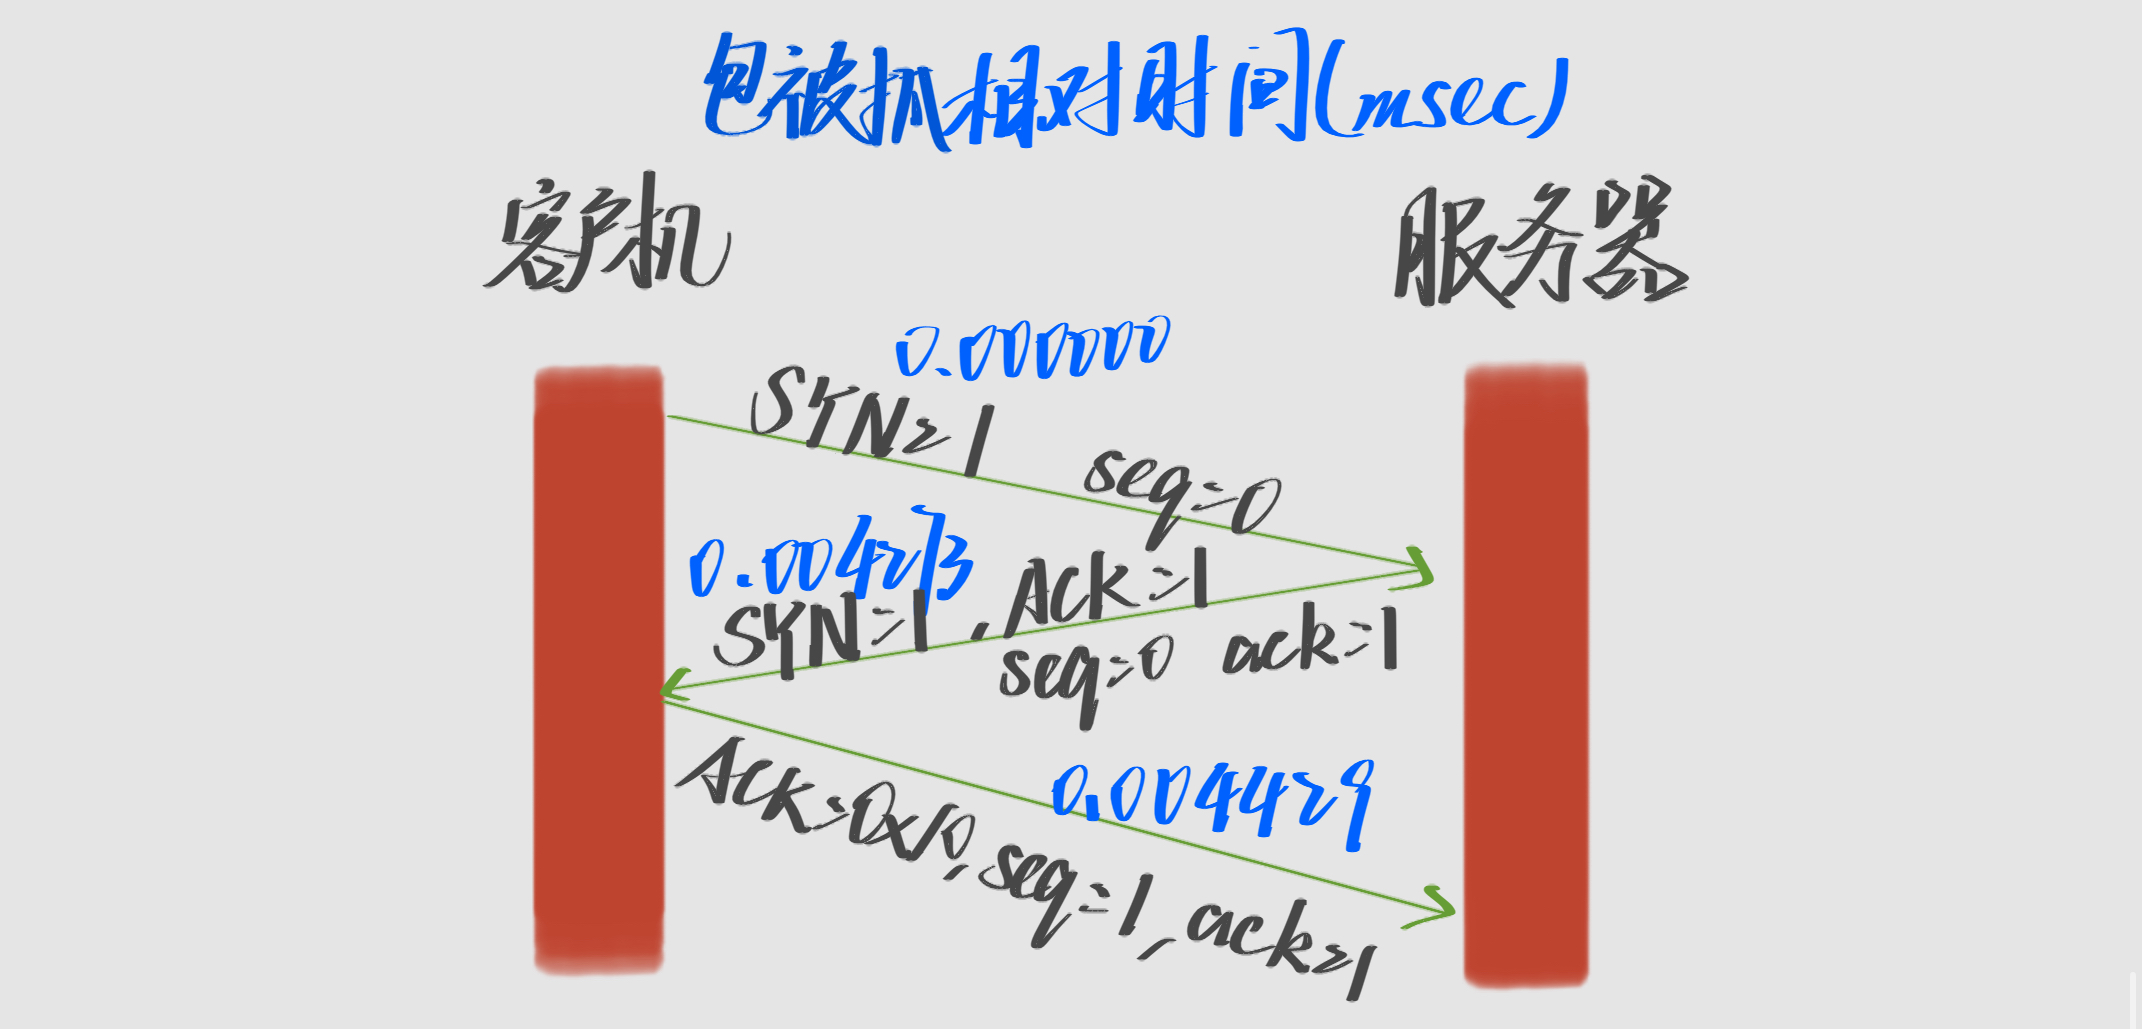 包被抓相对时间(msec)
客户机
服务器
0.000000
SYN=1
seq=0
0.004273
SYN=1,ACK=1
seq=0 ack=1
0.004429
ACK=0x10,seq=1,ack=1